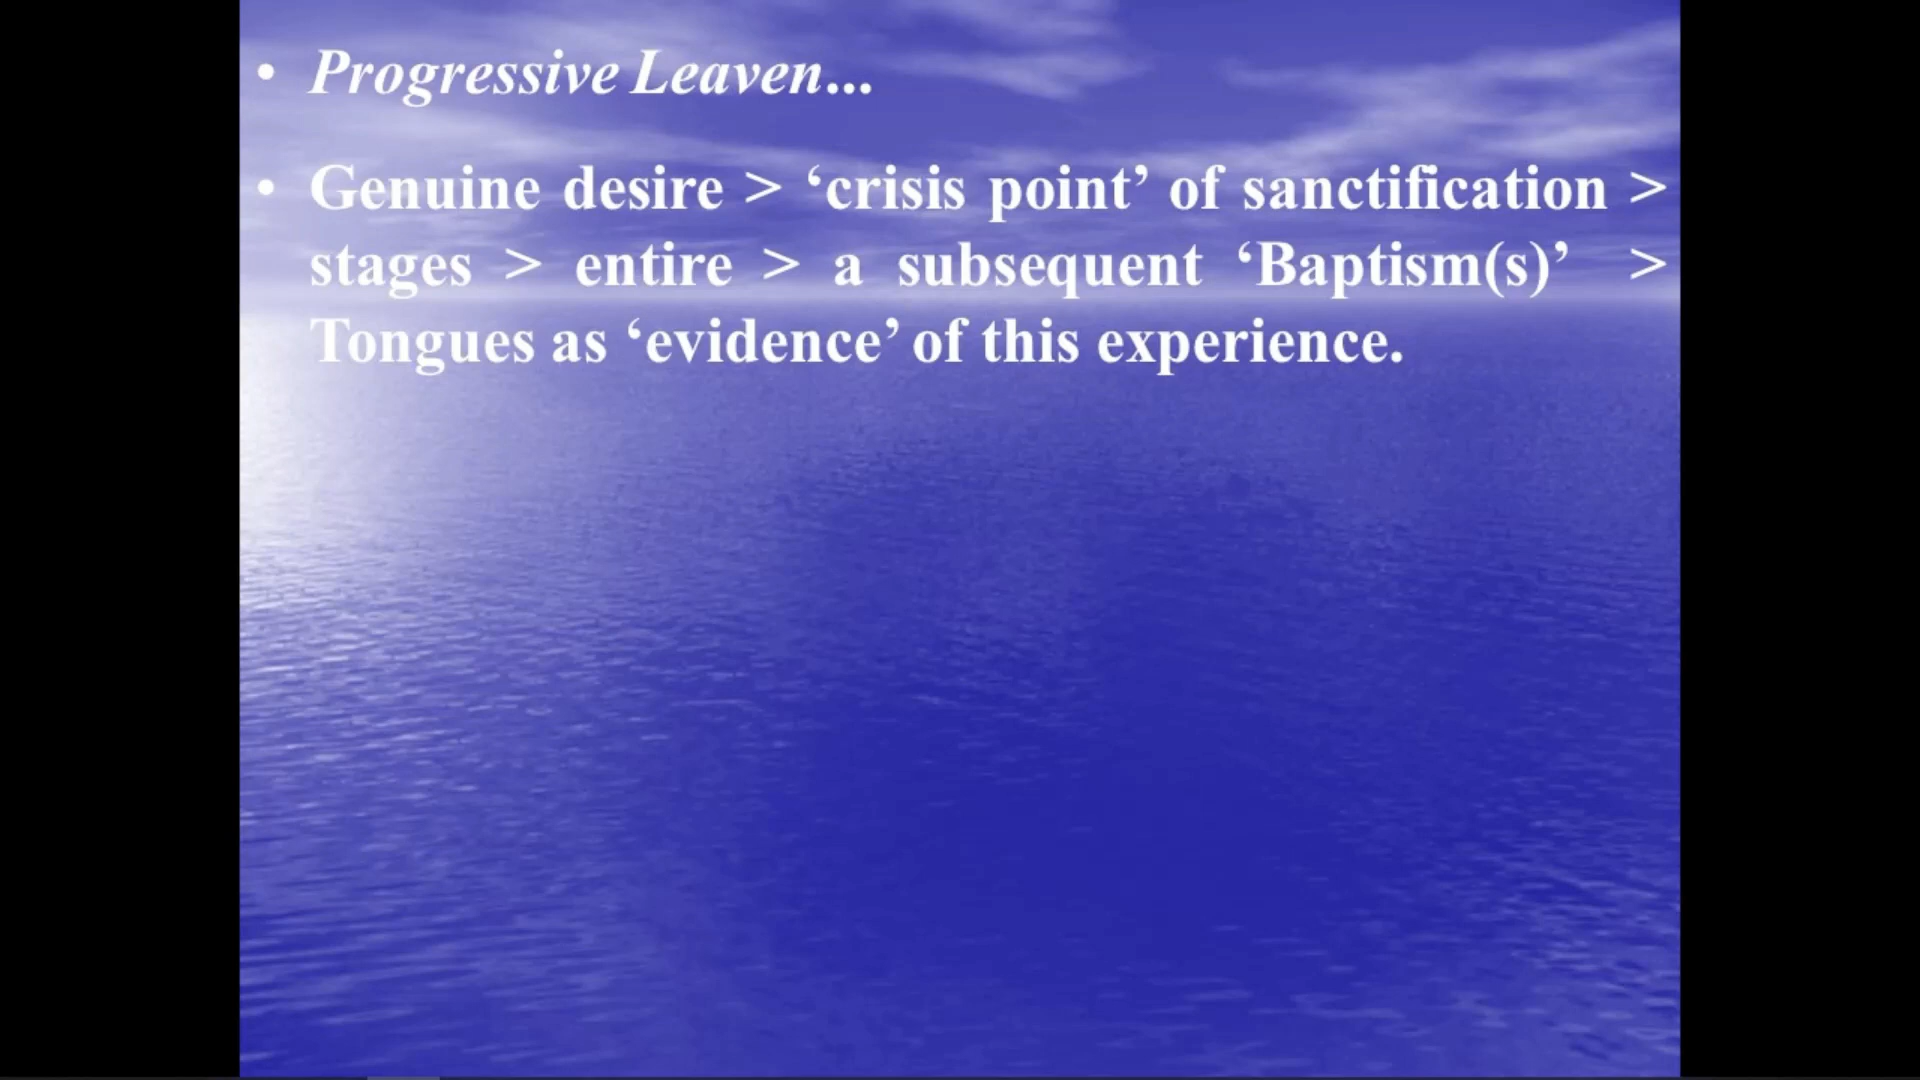 • Progressive Leaven...
• Genuine desire > ‘crisis point’ of sanctification >
stages > entire > a subsequent ‘Baptism(s)’ >
Tongues as ‘evidence’ of this experience.